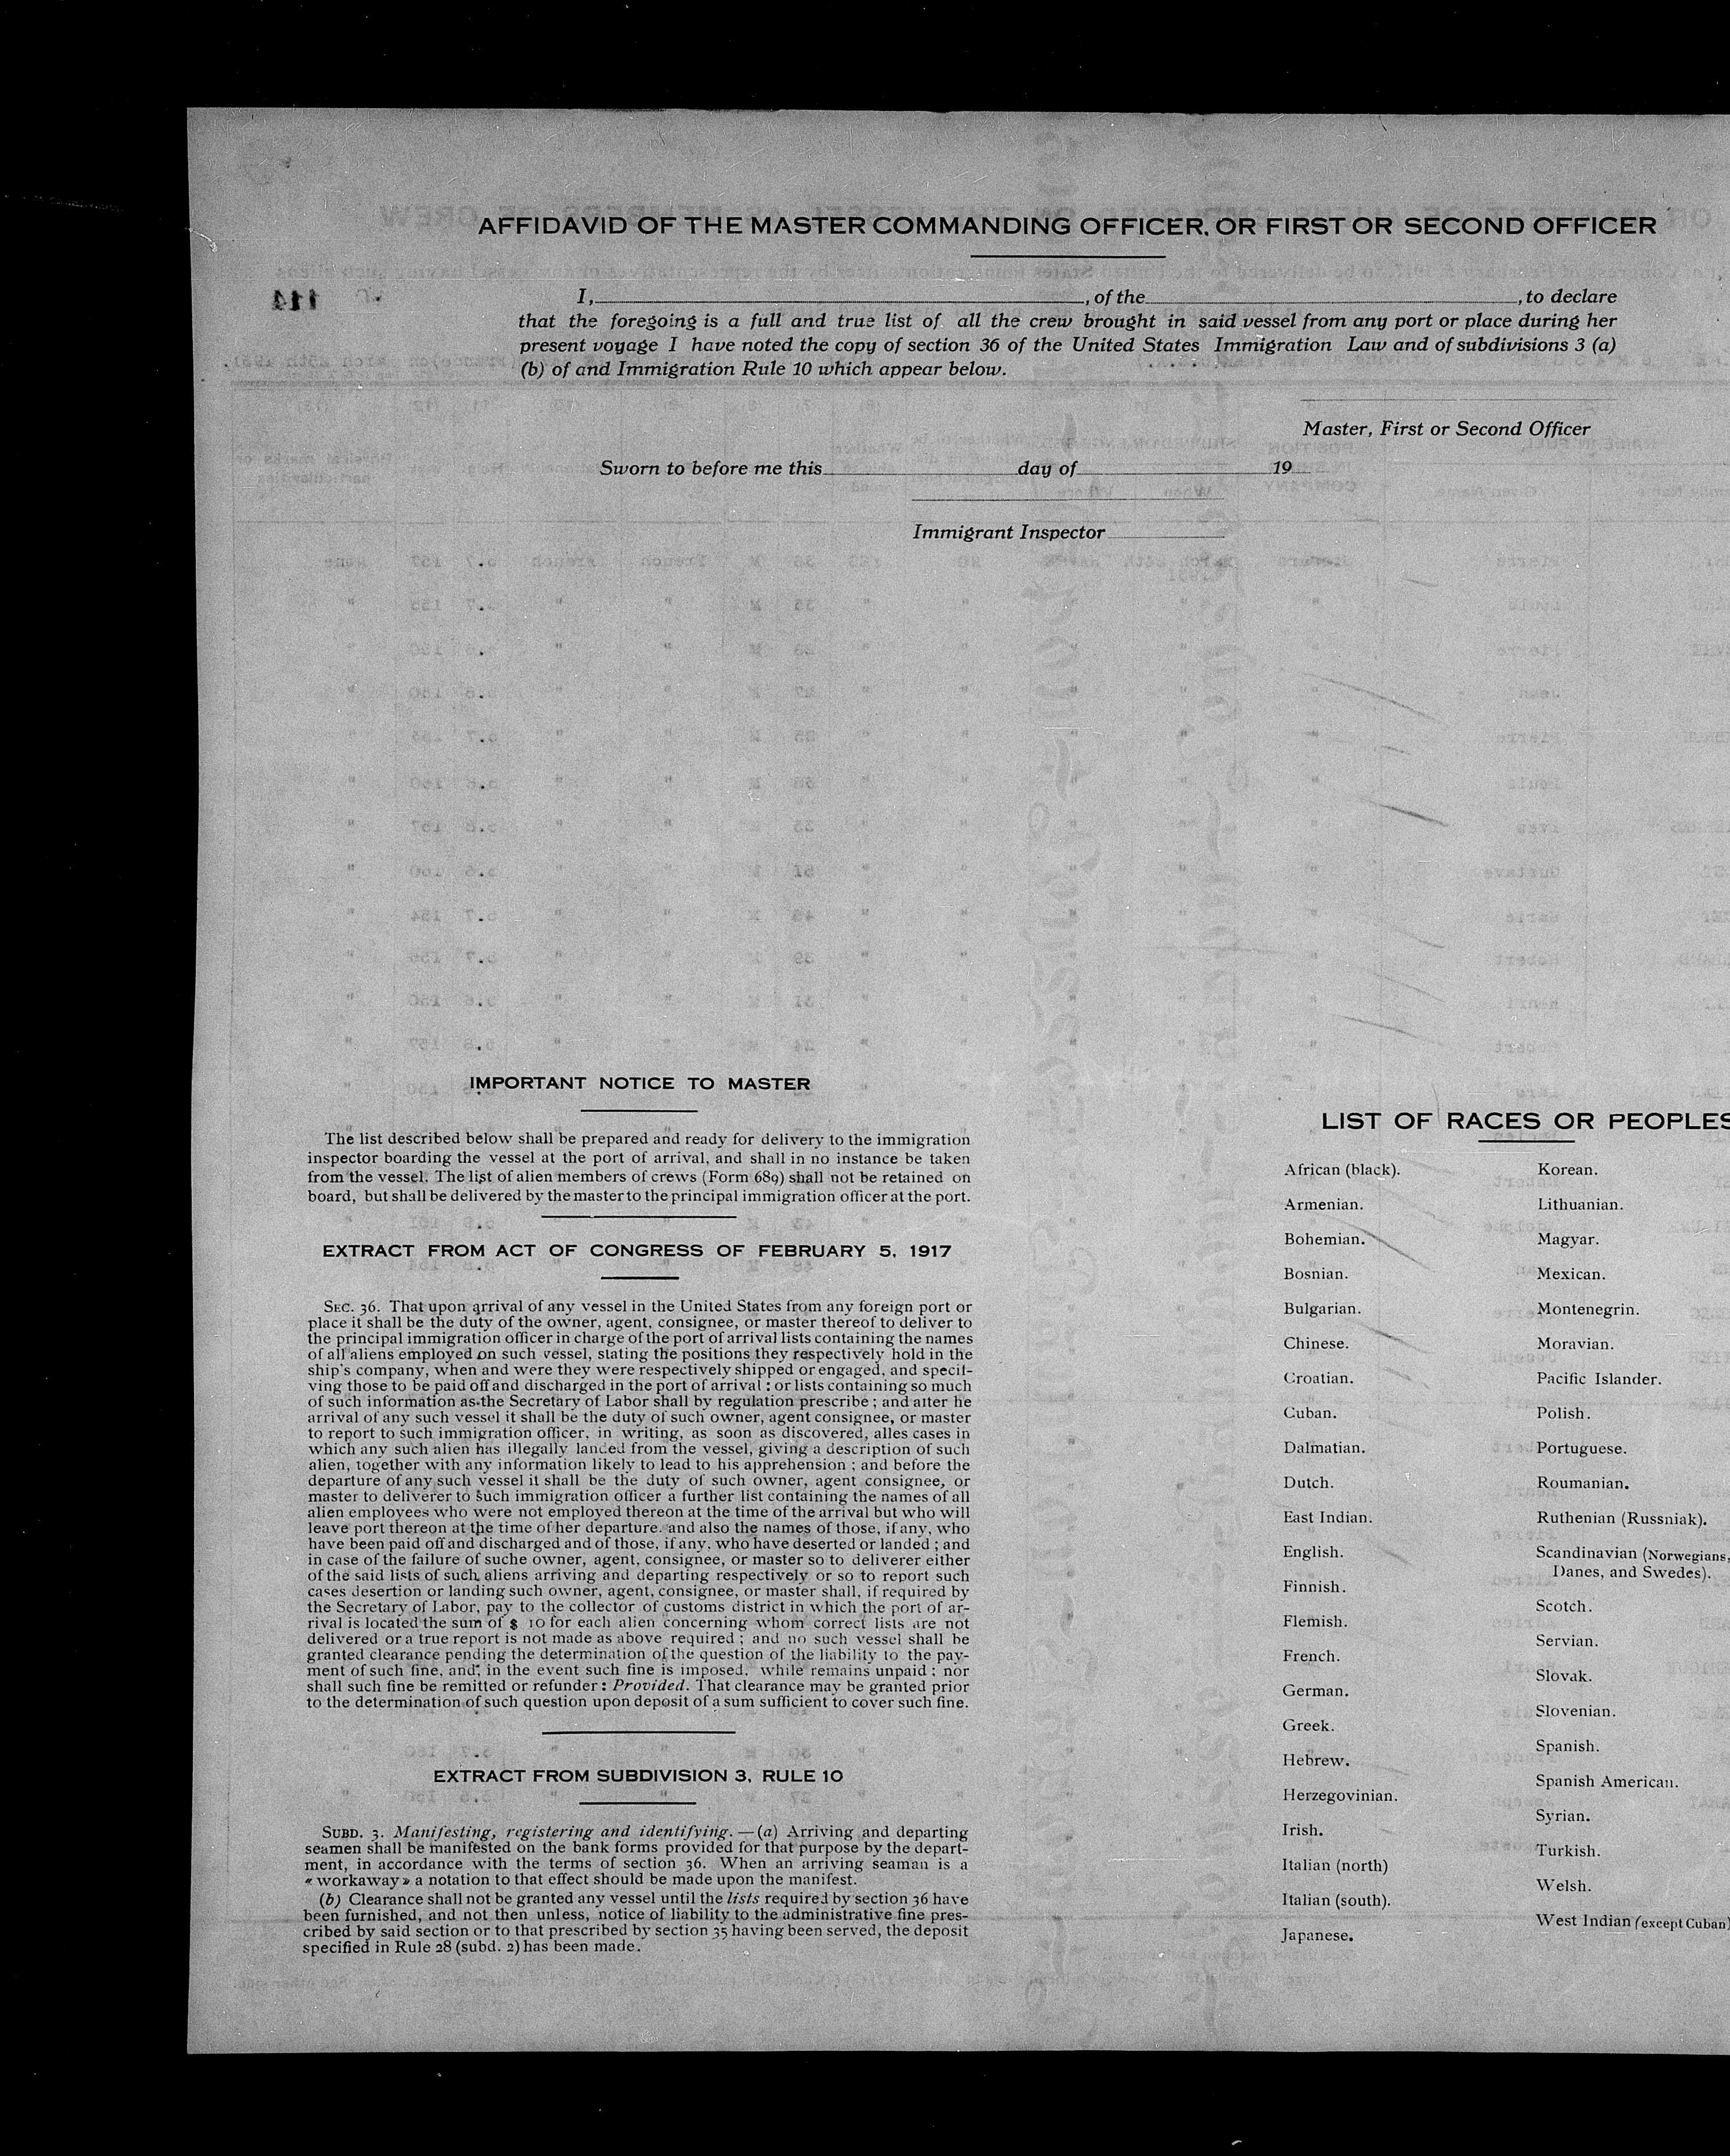 AFFIDAVID OF THE MASTER COMMANDING OFFICER, OR FIRST OR SECOND OFFICER
114
I, , of the , to declare
that the foregoing is a full and true list of all the crew brought in said vessel from any port or place during her
present voyage I have noted the copy of section 36 of the United States Immigration Law and of subdivisions 3 (a)
(b) of and Immigration Rule 10 which appear below.
Master, First or Second Officer
Sworn to before me this day of 19
Immigrant Inspector
IMPORTANT NOTICE TO MASTER
The list described below shall be prepared and ready for delivery to the immigration
inspector boarding the vessel at the port of arrival, and shall in no instance be taken
from the vessel. The list of alien members of crews (Form 689) shall not be retained on
board, but shall be delivered by the master to the principal immigration officer at the port.
EXTRACT FROM ACT OF CONGRESS OF FEBRUARY 5, 1917
SEC. 36. That upon arrival of any vessel in the United States from any foreign port or
place it shall be the duty of the owner, agent, consignee, or master thereof to deliver to
the principal immigration officer in charge of the port of arrival lists containing the names
of all aliens employed on such vessel, stating the positions they respectively hold in the
ship's company, when and were they were respectively shipped or engaged, and specif-
ving those to be paid off and discharged in the port of arrival : or lists containing so much
of such information as the Secretary of Labor shall by regulation prescribe ; and atter he
arrival of any such vessel it shall be the duty of such owner, agent consignee, or master
to report to such immigration officer, in writing, as soon as discovered, alles cases in
which any such alien has illegally landed from the vessel, giving a description of such
alien, together with any information likely to lead to his apprehension ; and before the
departure of any such vessel it shall be the duty of such owner, agent consignee, or
master to deliverer to such immigration officer a further list containing the names of all
alien employees who were not employed thereon at the time of the arrival but who will
leave port thereon at the time of her departure. and also the names of those, if any, who
have been paid off and discharged and of those, if any, who have deserted or landed ; and
in case of the failure of suche owner, agent, consignee, or master so to deliverer either
of the said lists of such aliens arriving and departing respectively or so to report such
cases desertion or landing such owner, agent, consignee, or master shall, if required by
the Secretary of Labor, pay to the collector of customs district in which the port of ar-
rival is located the sum of $ 10 for each alien concerning whom correct lists are not
delivered or a true report is not made as above required ; and no such vessel shall be
granted clearance pending the determination of the question of the liability to the pay-
ment of such fine, and; in the event such fine is imposed, while remains unpaid ; nor
shall such fine be remitted or refunder : Provided. That clearance may be granted prior
to the determination of such question upon deposit of a sum sufficient to cover such fine.
EXTRACT FROM SUBDIVISION 3, RULE 10
SUBD. 3. Manifesting, registering and identifying. — (a) Arriving and departing
seamen shall be manifested on the bank forms provided for that purpose by the depart-
ment, in accordance with the terms of section 36. When an arriving seaman is a
« workaway » a notation to that effect should be made upon the manifest.
(b) Clearance shall not be granted any vessel until the lists required by section 36 have
been furnished, and not then unless, notice of liability to the administrative fine pres-
cribed by said section or to that prescribed by section 35 having been served, the deposit
specified in Rule 28 (subd. 2) has been made.
LIST OF RACES OR PEOPLES
African (black).
Armenian.
Bohemian.
Bosnian.
Bulgarian.
Chinese.
Croatian.
Cuban.
Dalmatian.
Dutch.
East Indian.
English.
Finnish.
Flemish.
French.
German.
Greek.
Hebrew.
Herzegovinian.
Irish.
Italian (north)
Italian (south).
Japanese.
Korean.
Lithuanian.
Magyar.
Mexican.
Montenegrin.
Moravian.
Pacific Islander.
Polish.
Portuguese.
Roumanian.
Ruthenian (Russniak).
Scandinavian (Norwegians,
Danes, and Swedes).
Scotch.
Servian.
Slovak.
Slovenian.
Spanish.
Spanish American.
Syrian.
Turkish.
Welsh.
West Indian (except Cuban)